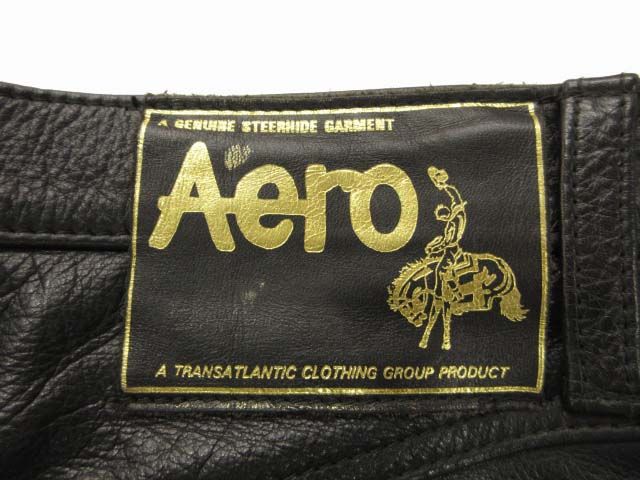 A GENUINE STEERHIDE GARMENT
Aero
A TRANSATLANTIC CLOTHING GROUP PRODUCT